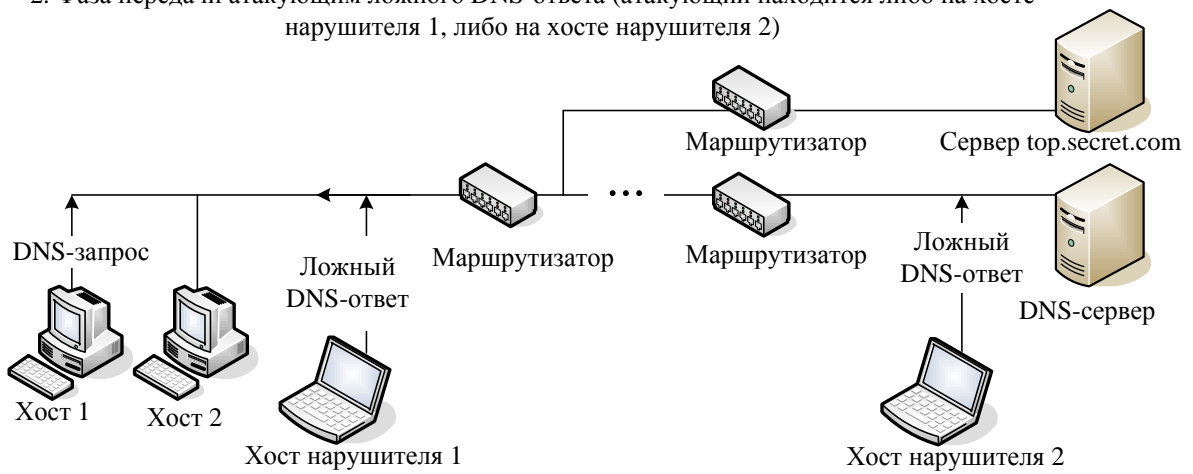 нарушителя 1, либо на хосте нарушителя 2)
Маршрутизатор
Сервер top.secret.com
...
DNS-запрос
Ложный
DNS-ответ
Маршрутизатор
Маршрутизатор
Ложный
DNS-ответ
DNS-сервер
Хост 1
Хост 2
Хост нарушителя 1
Хост нарушителя 2